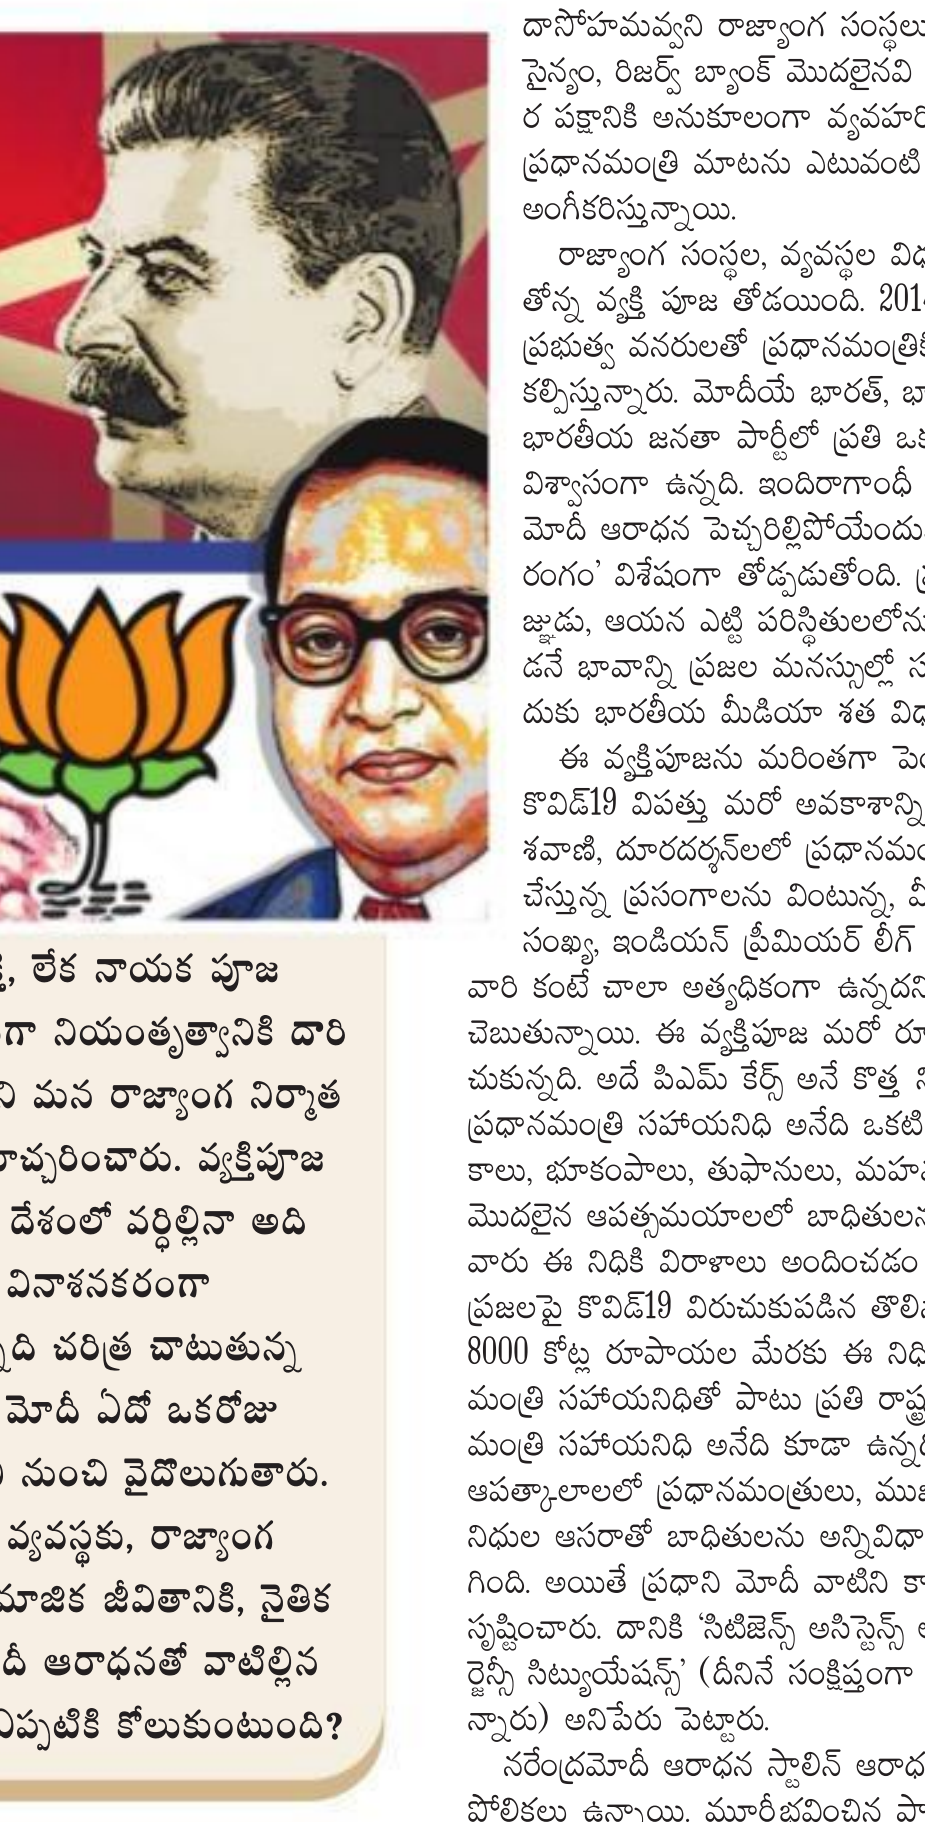 దాసోహమవ్వని రాజ్యాంగ సంస్థలు
సైన్యం, రిజర్వ్ బ్యాంక్ మొదలైనవి
ర పక్షానికి అనుకూలంగా వ్యవహరి
ప్రధానమంత్రి మాటను ఎటువంటి
అంగీకరిస్తున్నాయి.
రాజ్యాంగ సంస్థల, వ్యవస్థల విధ
తోన్న వ్యక్తి పూజ తోడయింది. 2014
ప్రభుత్వ వనరులతో ప్రధానమంత్రికి
కల్పిస్తున్నారు. మోదీయే భారత్, భా
భారతీయ జనతా పార్టీలో ప్రతి ఒక
విశ్వాసంగా ఉన్నది. ఇందిరాగాంధీ
మోదీ ఆరాధన పెచ్చరిల్లిపోయేందు
రంగం' విశేషంగా తోడ్పడుతోంది. ప్ర
జ్ఞుడు, ఆయన ఎట్టి పరిస్థితులలోను
డనే భావాన్ని ప్రజల మనస్సుల్లో స
దుకు భారతీయ మీడియా శత విధ
ఈ వ్యక్తిపూజను మరింతగా పెం
కొవిడ్19 విపత్తు మరో అవకాశాన్ని
శవాణి, దూరదర్శన్‌లలో ప్రధానమం
చేస్తున్న ప్రసంగాలను వింటున్న, వీ
సంఖ్య, ఇండియన్ ప్రీమియర్ లీగ్
వారి కంటే చాలా అత్యధికంగా ఉన్నదని
చెబుతున్నాయి. ఈ వ్యక్తిపూజ మరో రూ
చుకున్నది. అదే పిఎమ్ కేర్స్ అనే కొత్త ని
ప్రధానమంత్రి సహాయనిధి అనేది ఒకటి
కాలు, భూకంపాలు, తుఫానులు, మహ
మొదలైన ఆపత్సమయాలలో బాధితుల
వారు ఈ నిధికి విరాళాలు అందించడం
ప్రజలపై కొవిడ్19 విరుచుకుపడిన తొలి
8000 కోట్ల రూపాయల మేరకు ఈ నిధి
మంత్రి సహాయనిధితో పాటు ప్రతి రాష్ట్ర
మంత్రి సహాయనిధి అనేది కూడా ఉన్నది
ఆపత్కాలాలలో ప్రధానమంత్రులు, ముఖ
నిధుల ఆసరాతో బాధితులను అన్నివిధా
గింది. అయితే ప్రధాని మోదీ వాటిని కా
సృష్టించారు. దానికి 'సిటిజెన్స్ అసిస్టెన్స్ అ
ర్జెన్సీ సిట్యుయేషన్స్' (దీనినే సంక్షిప్తంగా
న్నారు) అనిపేరు పెట్టారు.
నరేంద్రమోదీ ఆరాధన స్టాలిన్ ఆరాధ
పోలికలు ఉన్నాయి. మూర్తీభవించిన పా
క్తి, లేక నాయక పూజ
గా నియంతృత్వానికి దారి
ని మన రాజ్యాంగ నిర్మాత
చ్చరించారు. వ్యక్తిపూజ
దేశంలో వర్ధిల్లినా అది
వినాశనకరంగా
్నది చరిత్ర చాటుతున్న
మోదీ ఏదో ఒకరోజు
నుంచి వైదొలుగుతారు.
వ్యవస్థకు, రాజ్యాంగ
మాజిక జీవితానికి, నైతిక
దీ ఆరాధనతో వాటిల్లిన
ఎప్పటికి కోలుకుంటుంది?